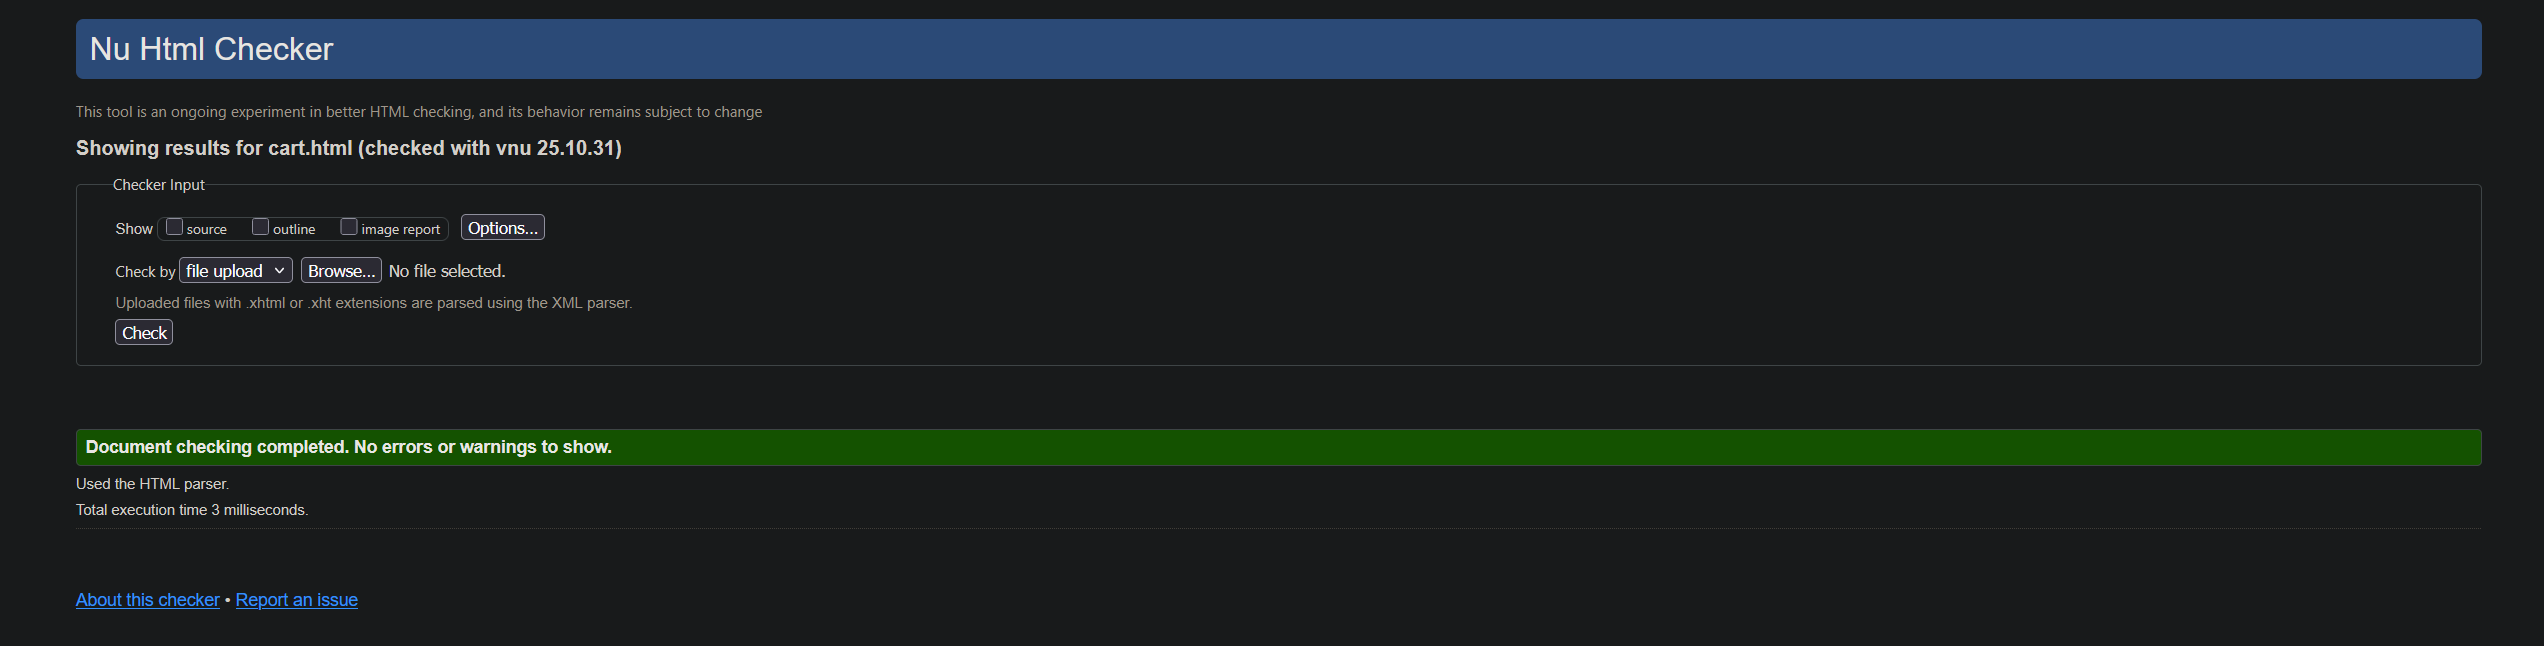 Nu Html Checker
This tool is an ongoing experiment in better HTML checking, and its behavior remains subject to change
Showing results for cart.html (checked with vnu 25.10.31)
Checker Input
Show source outline image report Options...
Check by file upload Browse... No file selected.
Uploaded files with .xhtml or .xht extensions are parsed using the XML parser.
Check
Document checking completed. No errors or warnings to show.
Used the HTML parser.
Total execution time 3 milliseconds.
About this checker • Report an issue